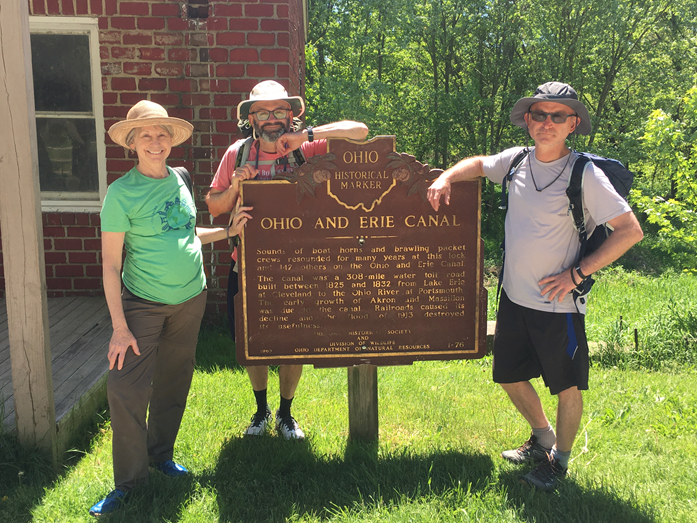 OHIO
HISTORICAL
MARKER
OHIO AND ERIE CANAL
Sounds of boat horns and brawling packet
crews resounded for many years at this lock
and 147 others on the Ohio and Erie Canal.
The canal was a 308-mile water toll road
built between 1825 and 1832 from Lake Erie
at Cleveland to the Ohio River at Portsmouth.
The early growth of Akron and Massillon
was due to the canal. Railroads caused its
decline and the flood of 1913 destroyed
its usefulness.
HISTORICAL SOCIETY
AND
DIVISION OF WILDLIFE
OHIO DEPARTMENT OF NATURAL RESOURCES
1-76